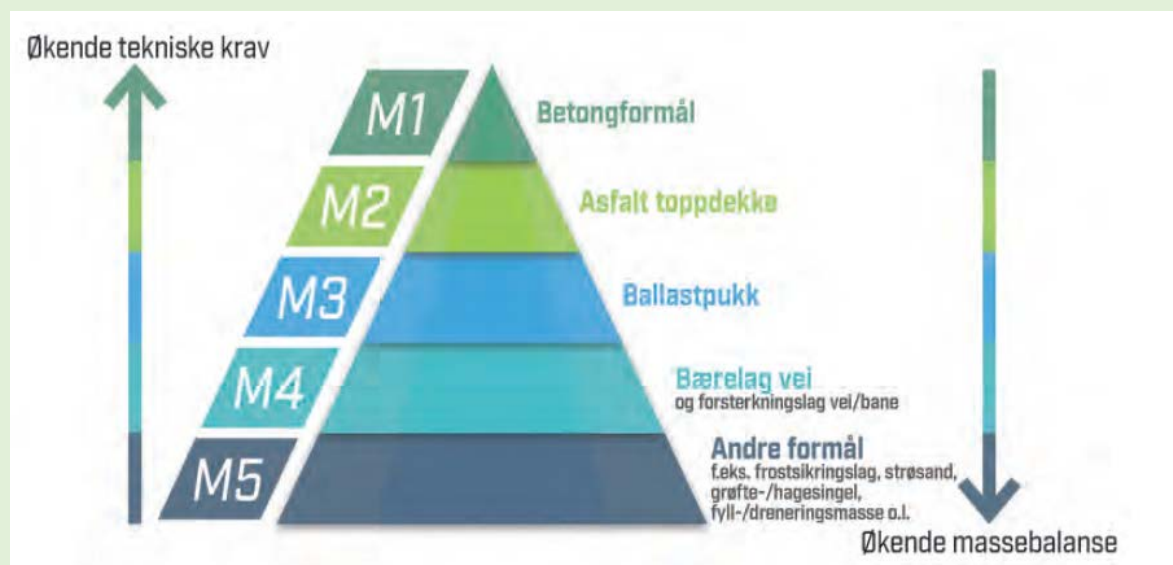 Økende tekniske krav
M1
Betongformål
M2
Asfalt toppdekke
M3
Ballastpukk
M4
Bærelag vei
og forsterkningslag vei/bane
M5
Andre formål
f.eks. frostsikringslag, strøsand,
grøfte-/hagesingel,
fyll-/dreneringsmasse o.l.
Økende massebalanse